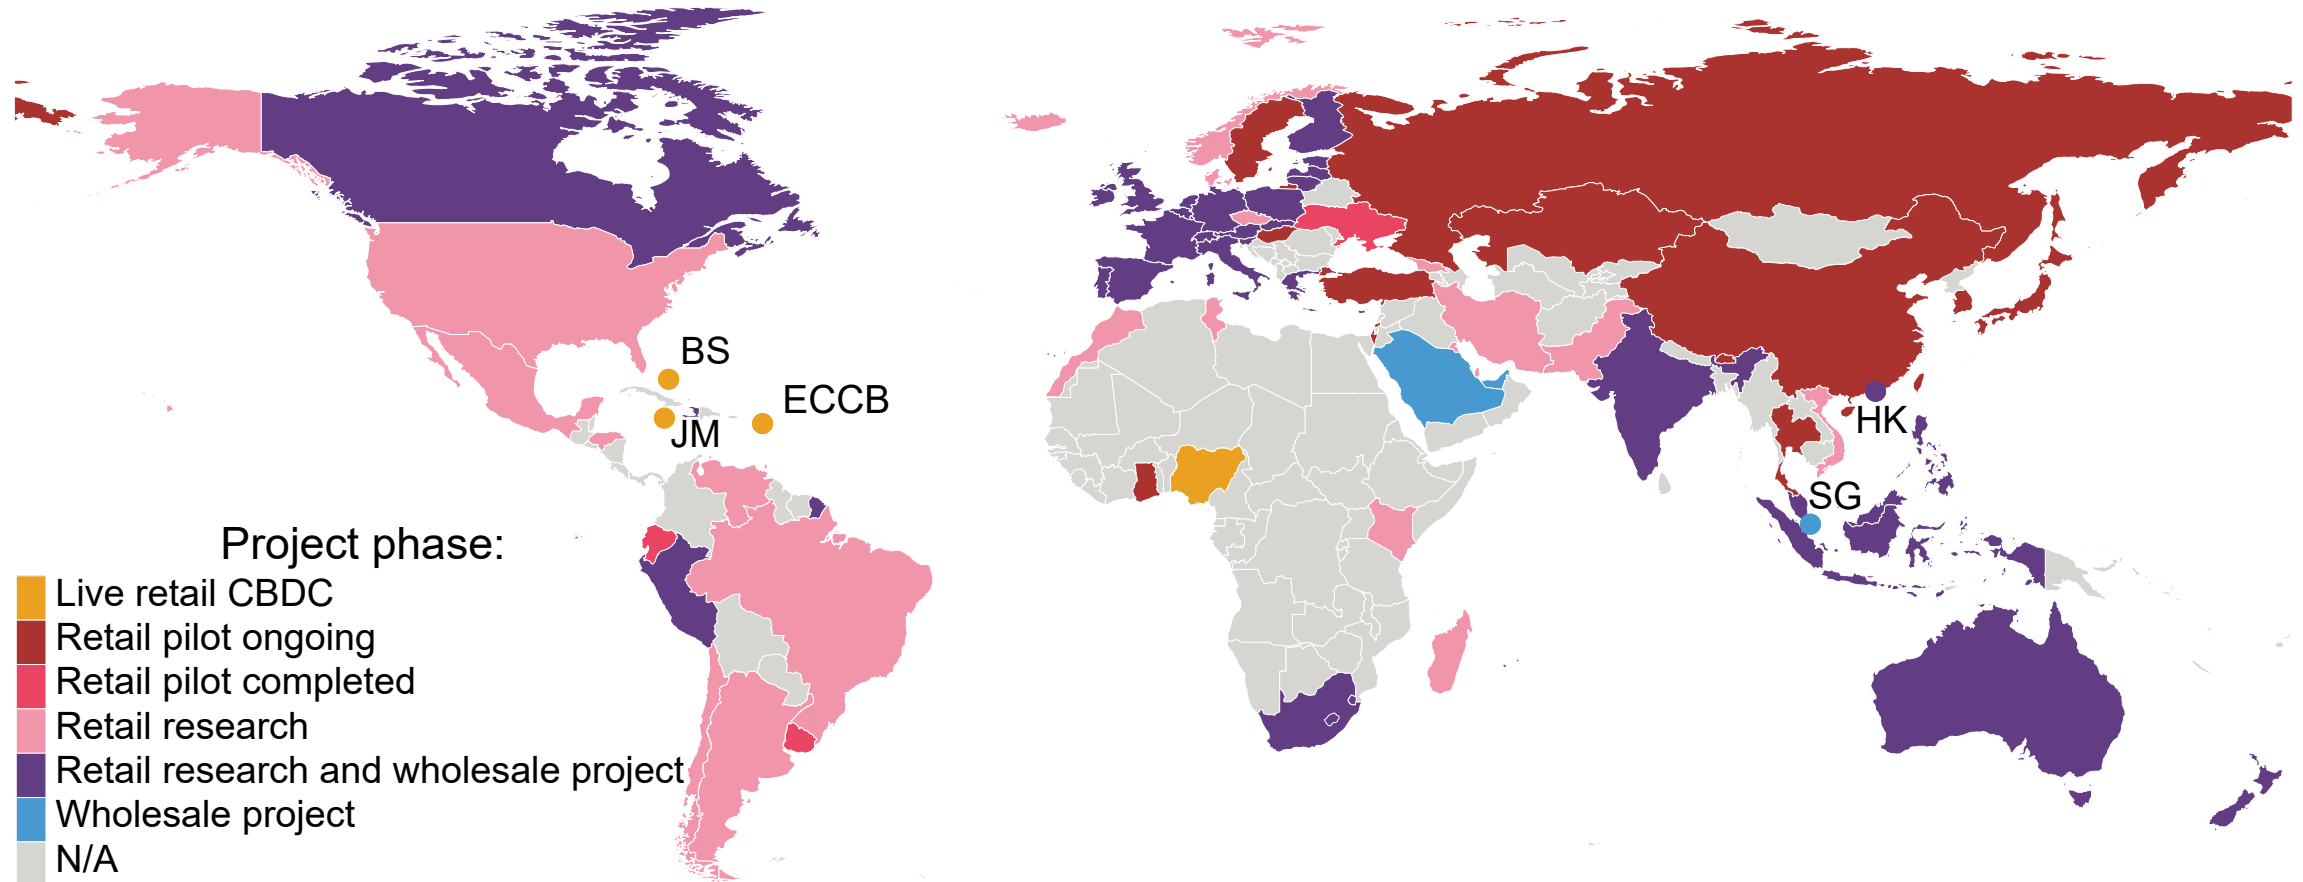 BS
ECCB
JM
HK
SG
Project phase:
Live retail CBDC
Retail pilot ongoing
Retail pilot completed
Retail research
Retail research and wholesale project
Wholesale project
N/A